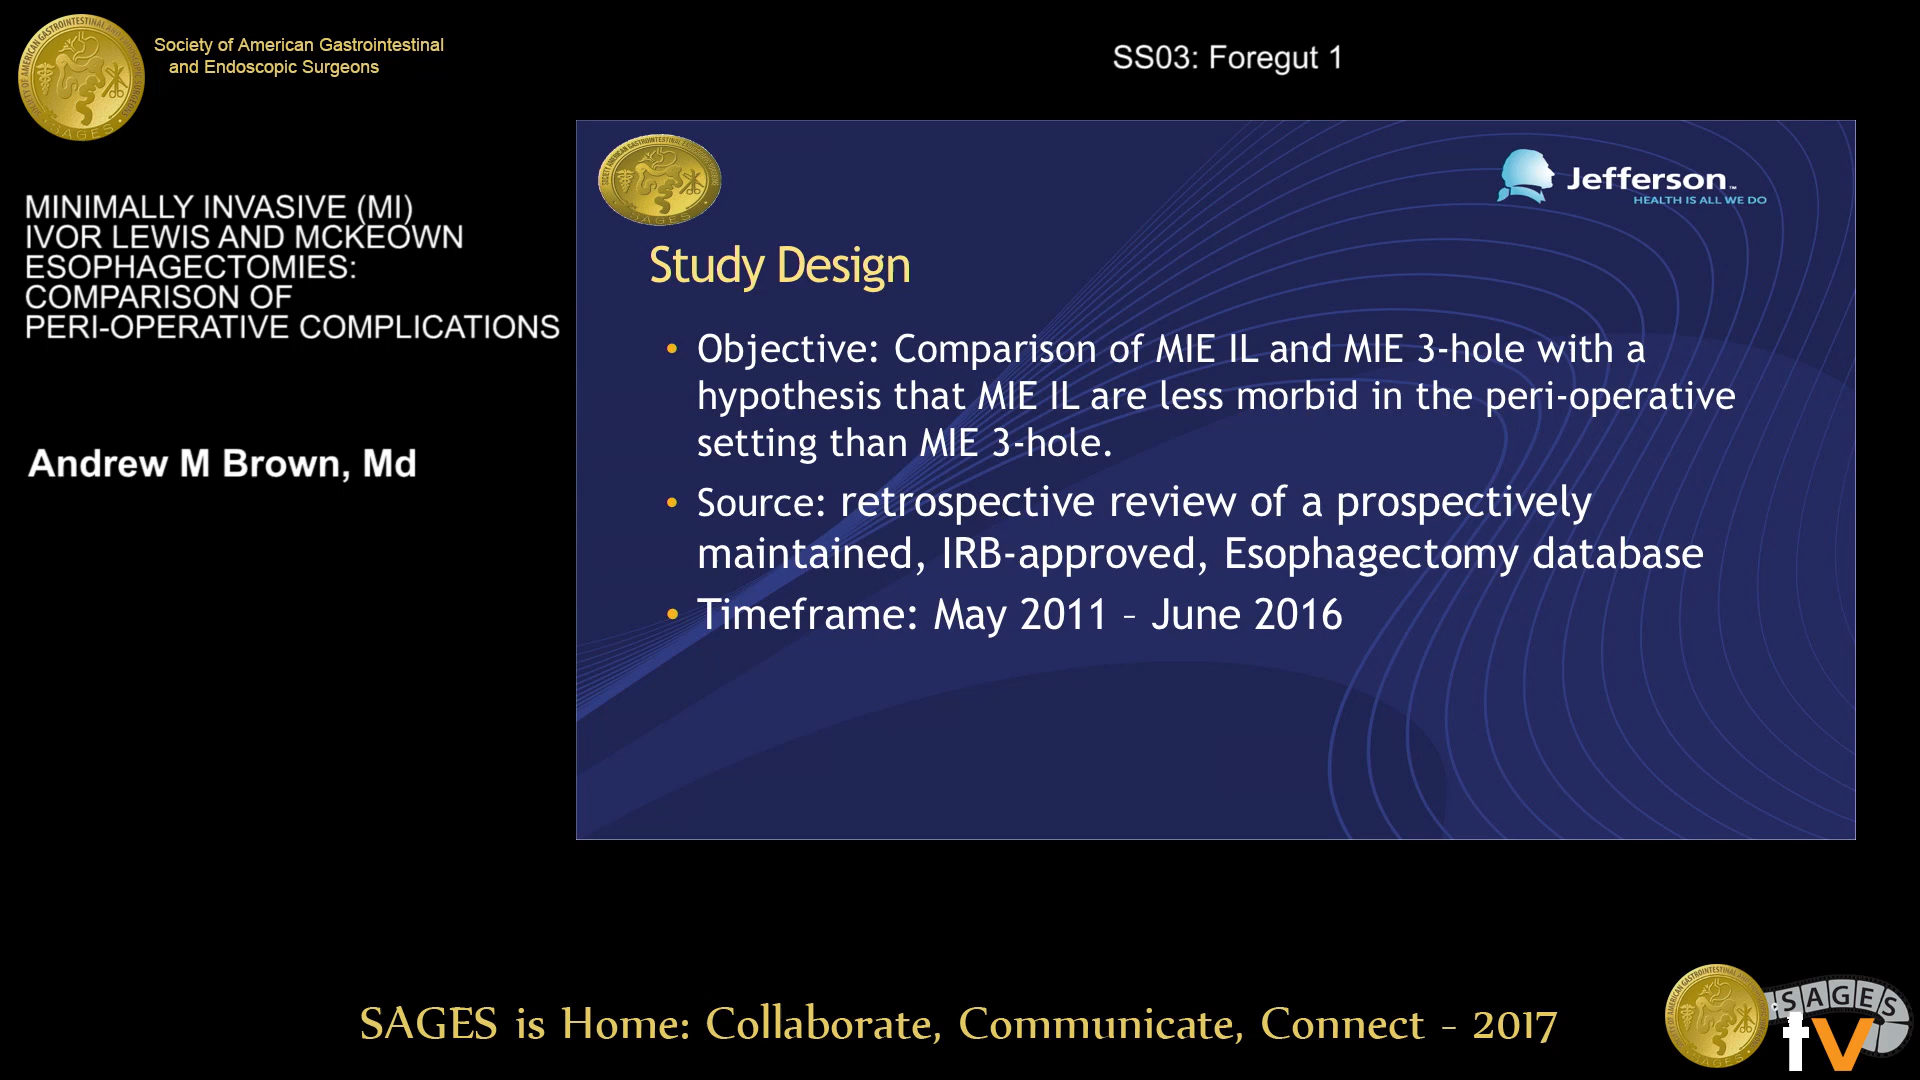 Society of American Gastrointestinal
and Endoscopic Surgeons
SS03: Foregut 1
MINIMALLY INVASIVE (MI)
IVOR LEWIS AND MCKEOWN
ESOPHAGECTOMIES:
COMPARISON OF
PERI-OPERATIVE COMPLICATIONS
Andrew M Brown, Md
Jefferson™
HEALTH IS ALL WE DO
Study Design
• Objective: Comparison of MIE IL and MIE 3-hole with a
hypothesis that MIE IL are less morbid in the peri-operative
setting than MIE 3-hole.
• Source: retrospective review of a prospectively
maintained, IRB-approved, Esophagectomy database
• Timeframe: May 2011 – June 2016
SAGES is Home: Collaborate, Communicate, Connect - 2017
SAGES
tv